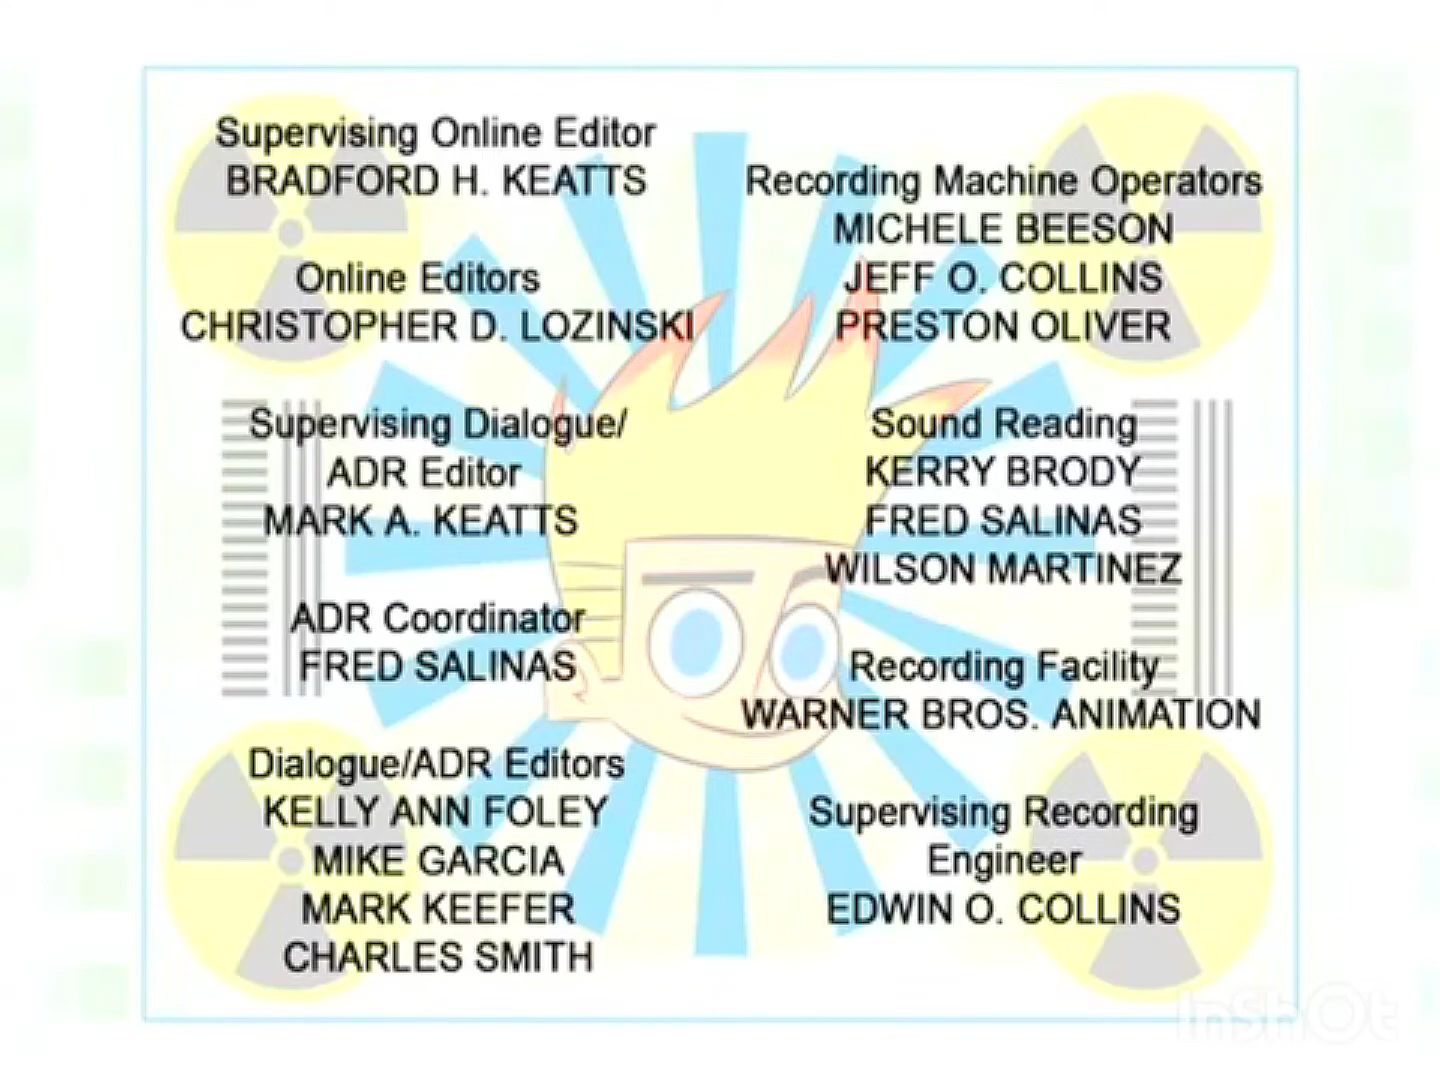 Supervising Online Editor
BRADFORD H. KEATTS
Online Editors
CHRISTOPHER D. LOZINSKI
Supervising Dialogue/
ADR Editor
MARK A. KEATTS
ADR Coordinator
FRED SALINAS
Dialogue/ADR Editors
KELLY ANN FOLEY
MIKE GARCIA
MARK KEEFER
CHARLES SMITH
Recording Machine Operators
MICHELE BEESON
JEFF O. COLLINS
PRESTON OLIVER
Sound Reading
KERRY BRODY
FRED SALINAS
WILSON MARTINEZ
Recording Facility
WARNER BROS. ANIMATION
Supervising Recording
Engineer
EDWIN O. COLLINS
InShOt